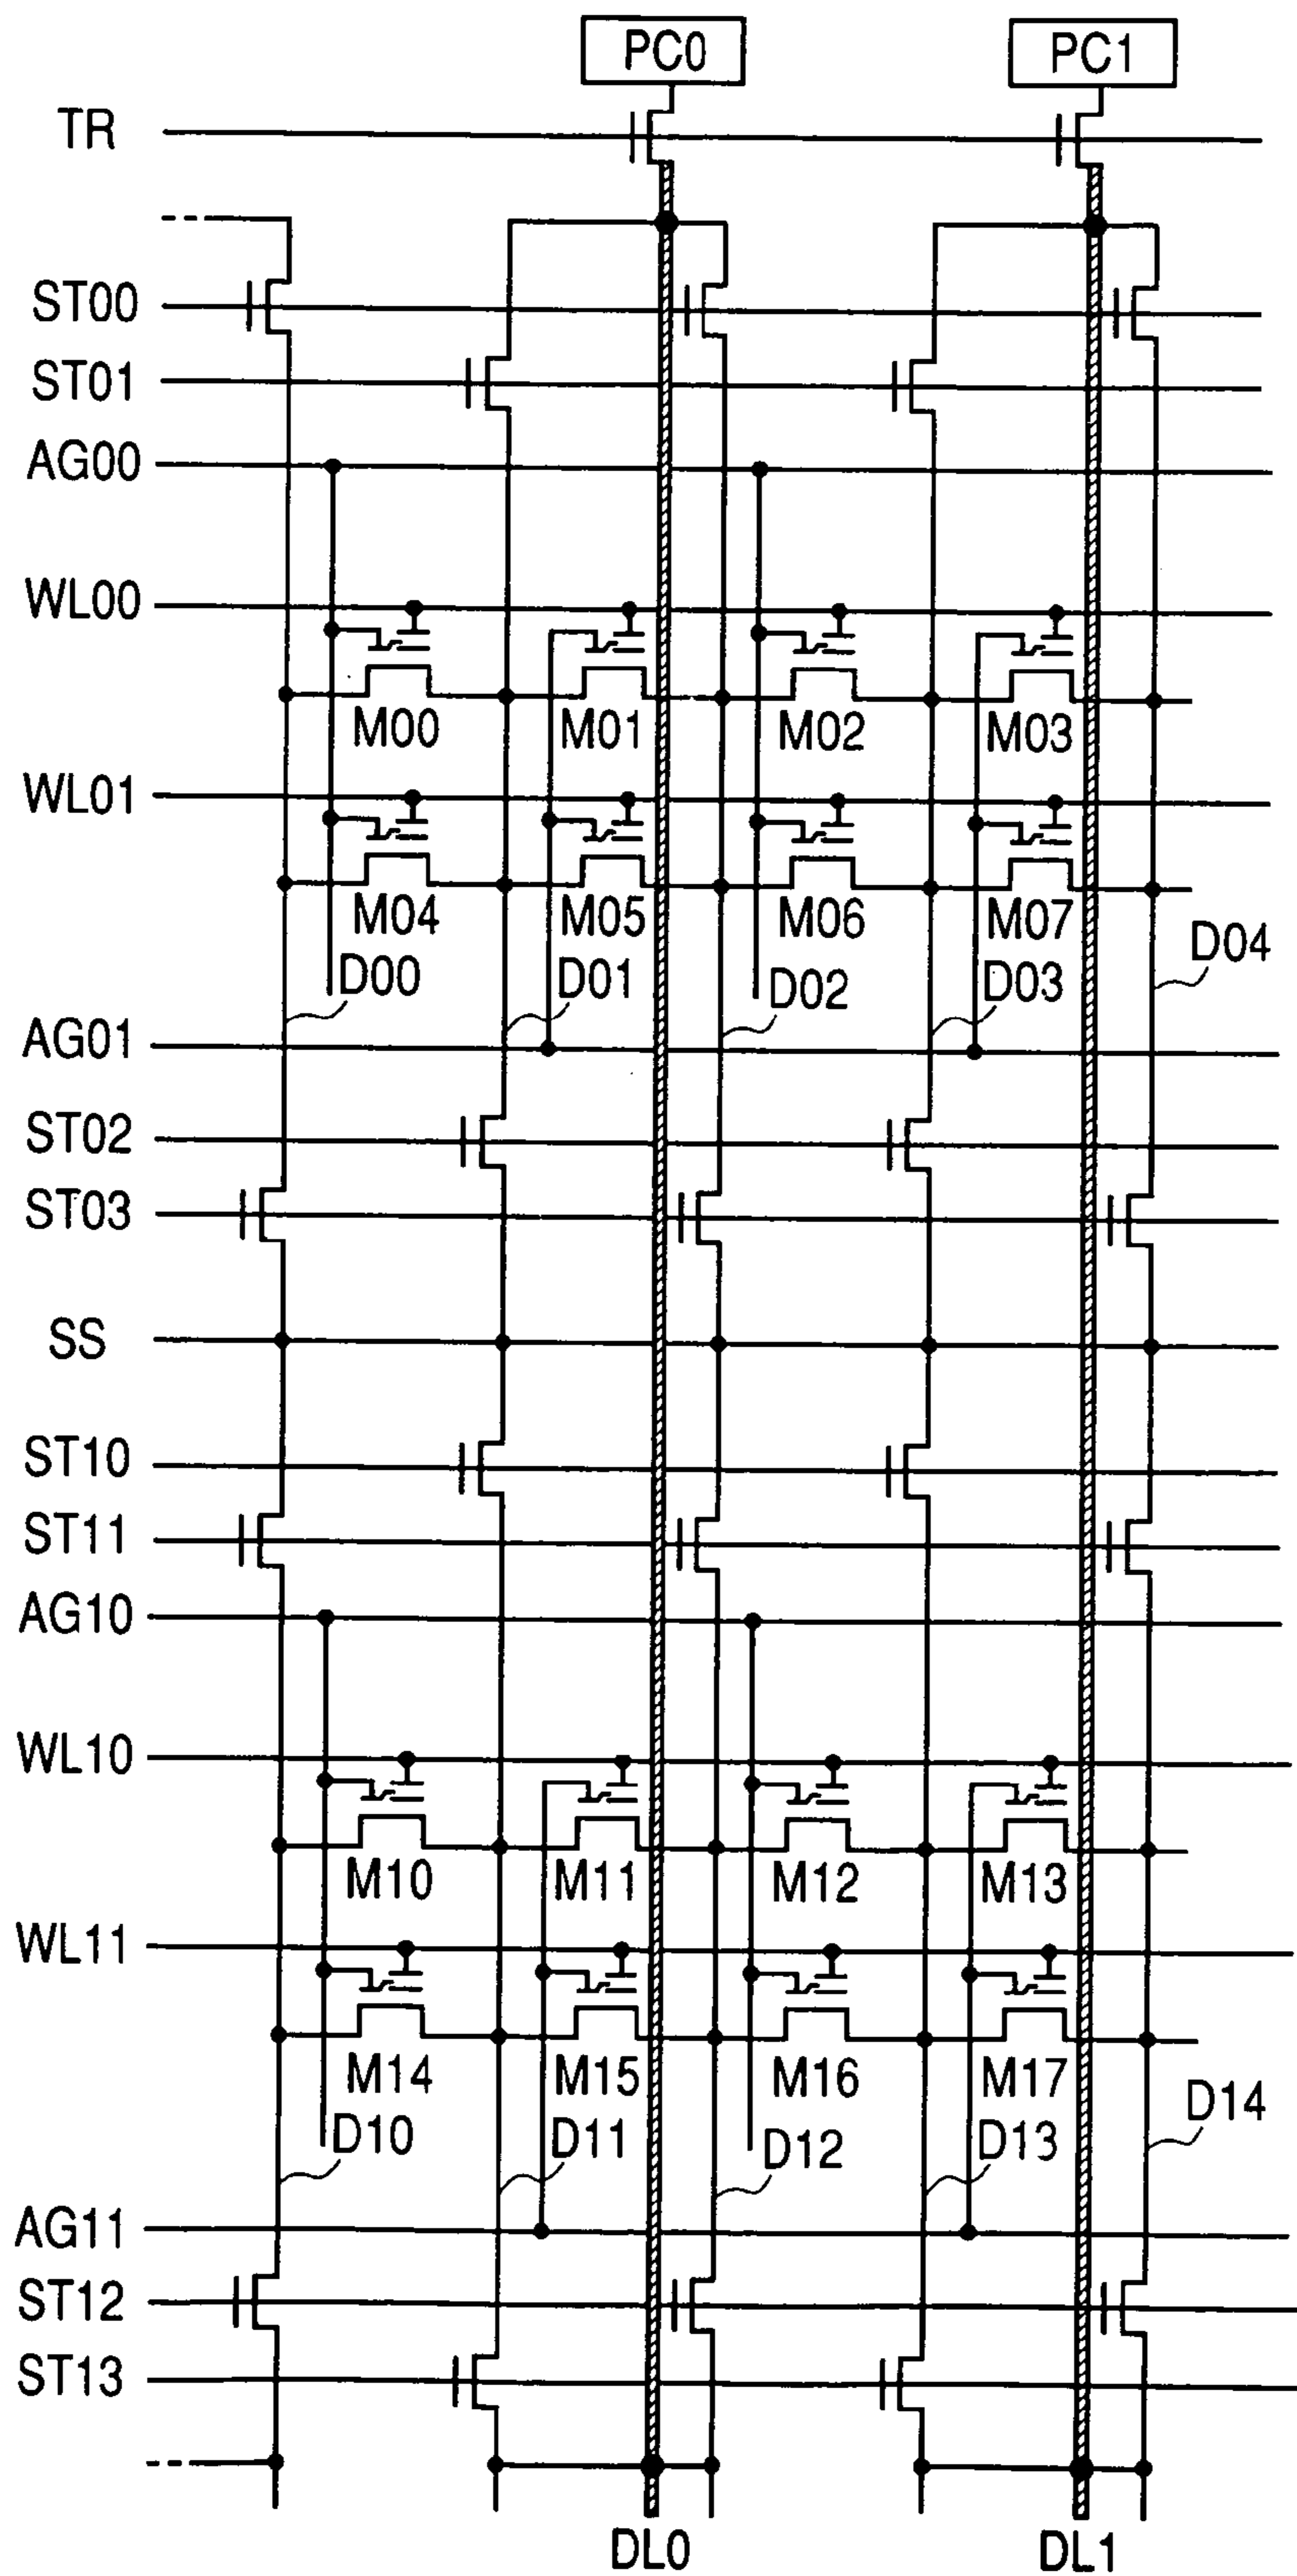 PC0 PC1
TR
ST00
ST01
AG00
WL00
M00 M01 M02 M03
WL01
M04 M05 M06 M07
D00 D01 D02 D03 D04
AG01
ST02
ST03
SS
ST10
ST11
AG10
WL10
M10 M11 M12 M13
WL11
M14 M15 M16 M17
D10 D11 D12 D13 D14
AG11
ST12
ST13
DL0 DL1